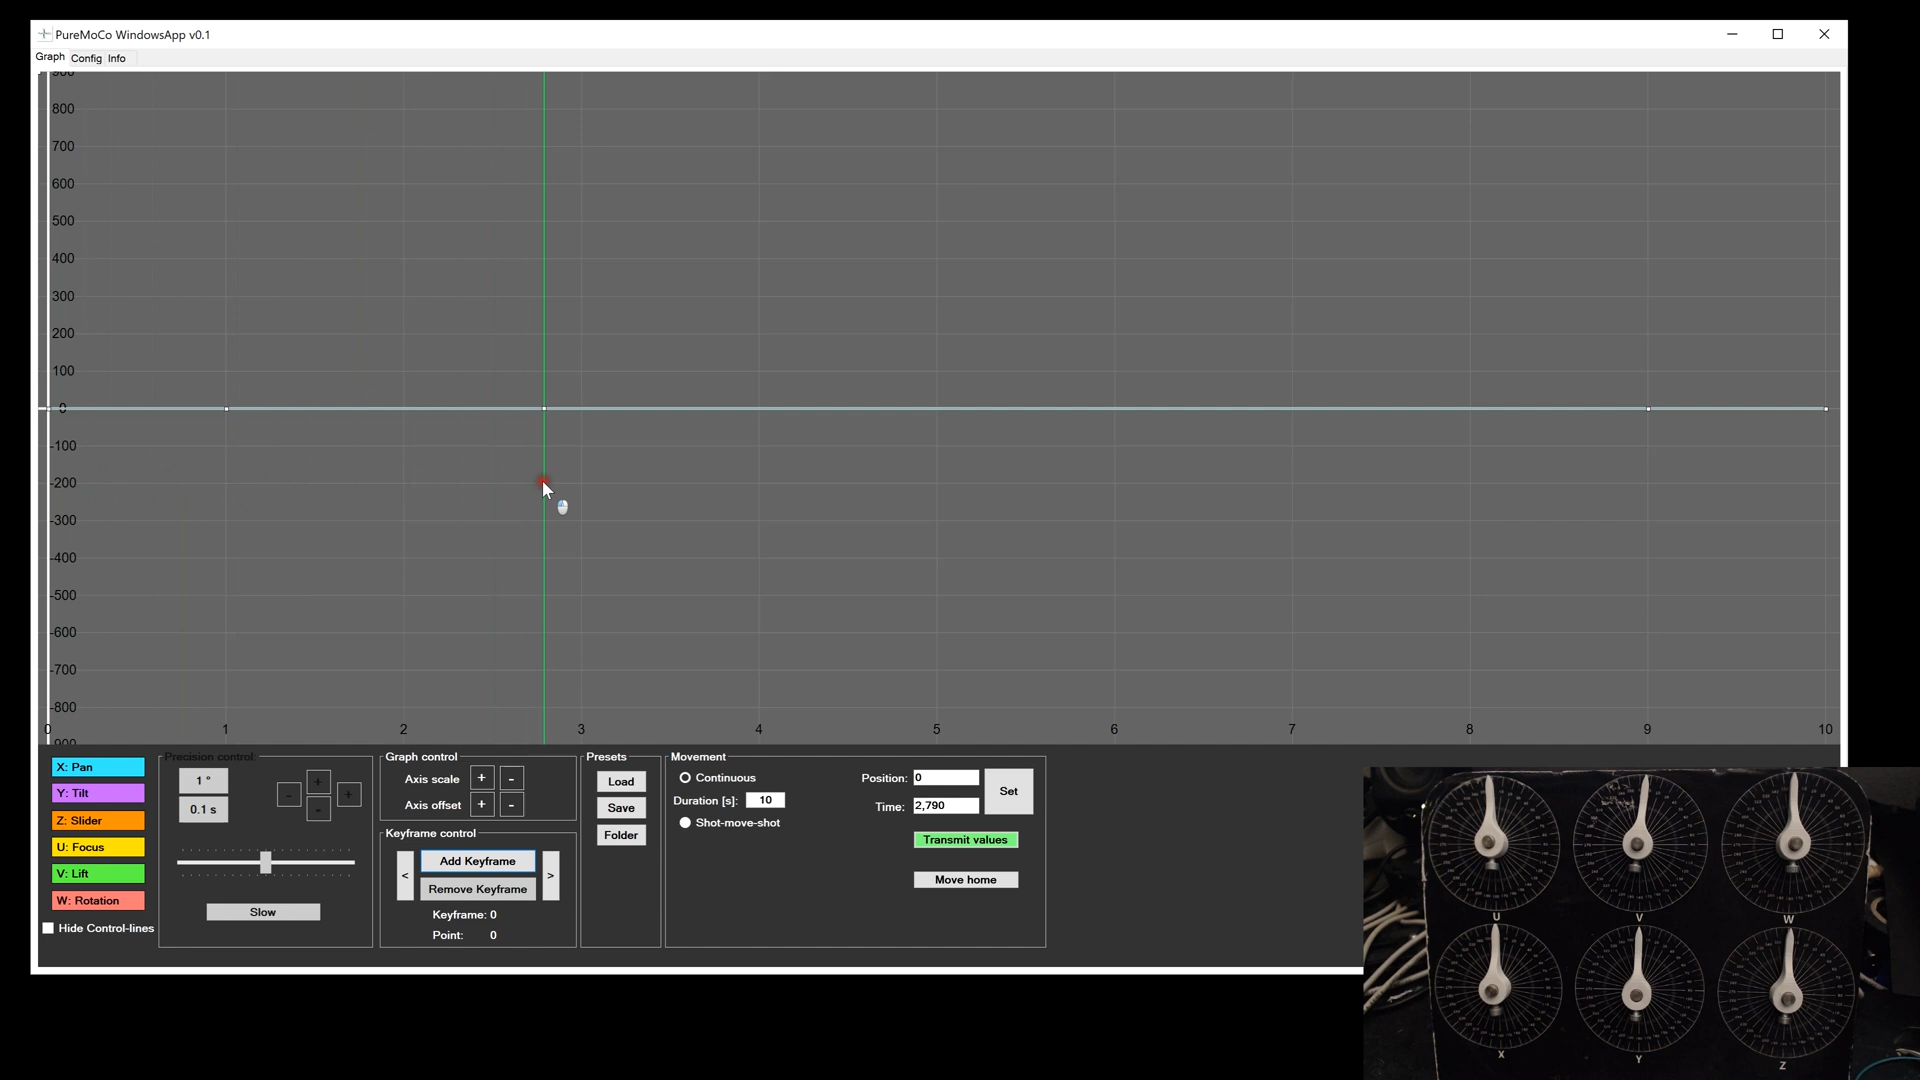 PureMoCo WindowsApp v0.1
Graph Config Info
900
800
700
600
500
400
300
200
100
0
-100
-200
-300
-400
-500
-600
-700
-800
-900
0 1 2 3 4 5 6 7 8 9 10
X: Pan
Y: Tilt
Z: Slider
U: Focus
V: Lift
W: Rotation
Hide Control-lines
Precision control:
1 °
0.1 s
+
-
+
-
Slow
Graph control
Axis scale + -
Axis offset + -
Keyframe control
<
Add Keyframe
Remove Keyframe
>
Keyframe: 0
Point: 0
Presets
Load
Save
Folder
Movement
Continuous
Duration [s]: 10
Shot-move-shot
Position: 0
Time: 2,790
Set
Transmit values
Move home
U V W
X Y Z